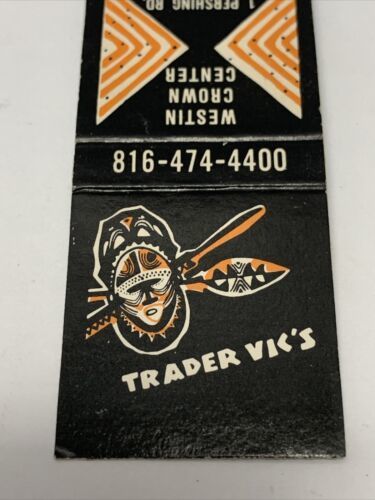 WESTIN
CROWN
CENTER
1 PERSHING RD.
816-474-4400
TRADER VIC'S